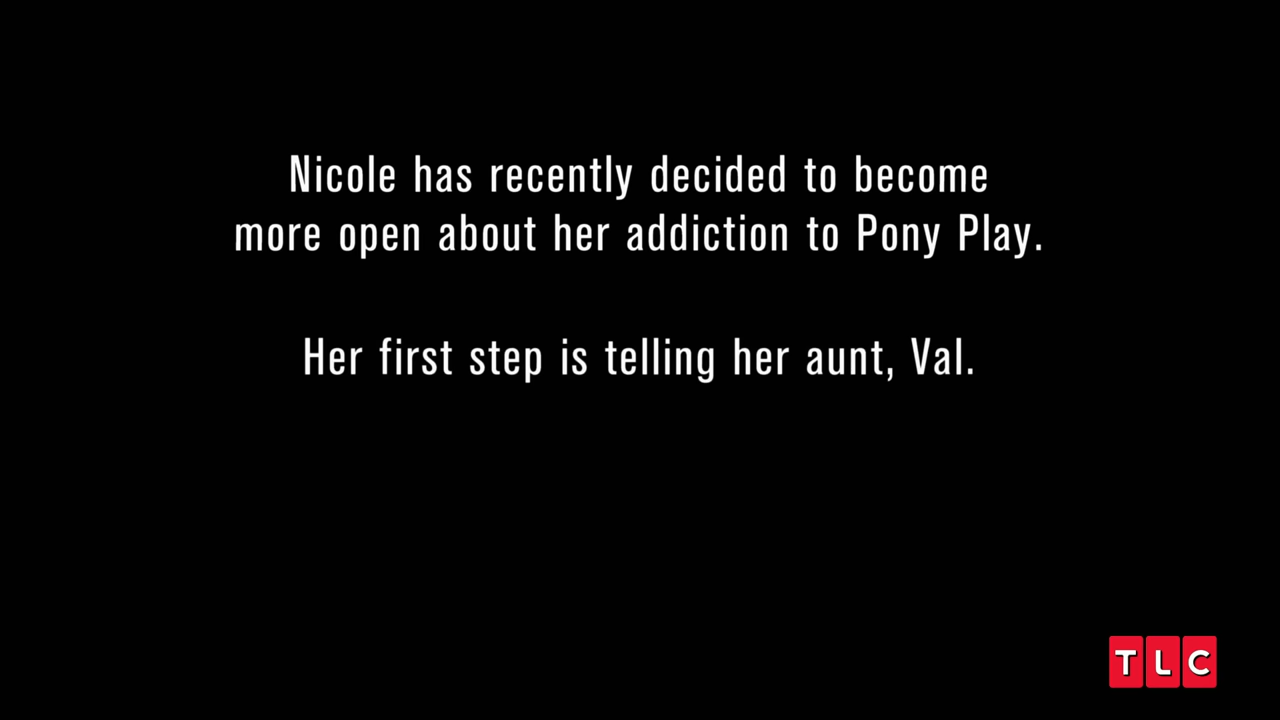 Nicole has recently decided to become
more open about her addiction to Pony Play.
Her first step is telling her aunt, Val.
TLC